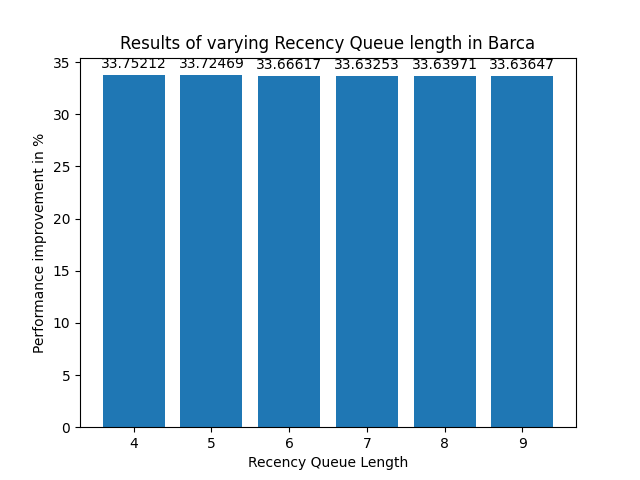 Results of varying Recency Queue length in Barca
33.75212 33.72469 33.66617 33.63253 33.63971 33.63647
35
30
25
20
15
10
5
0
Performance improvement in %
4 5 6 7 8 9
Recency Queue Length